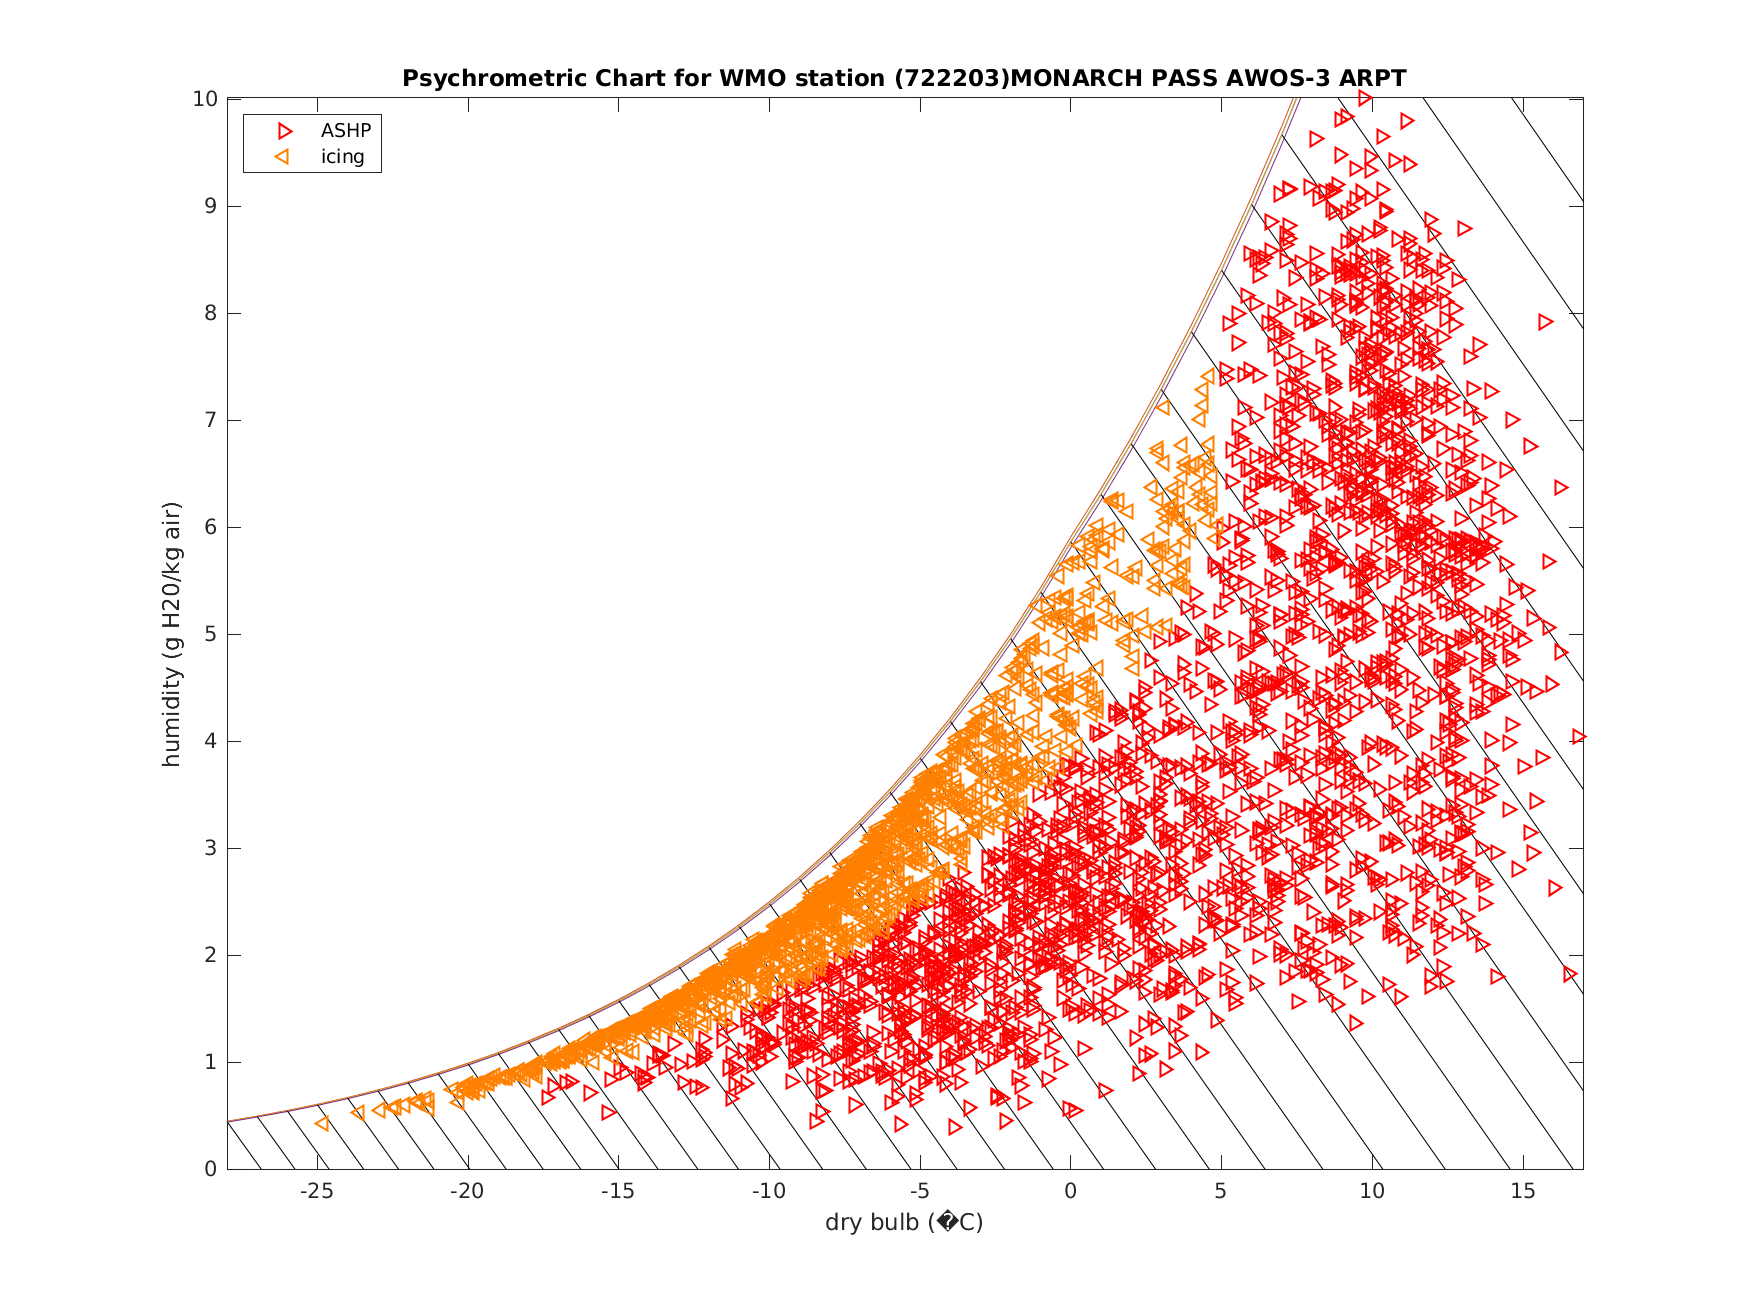 Psychrometric Chart for WMO station (722203)MONARCH PASS AWOS-3 ARPT
ASHP
icing
10
9
8
7
6
5
4
3
2
1
0
humidity (g H20/kg air)
-25 -20 -15 -10 -5 0 5 10 15
dry bulb (�C)